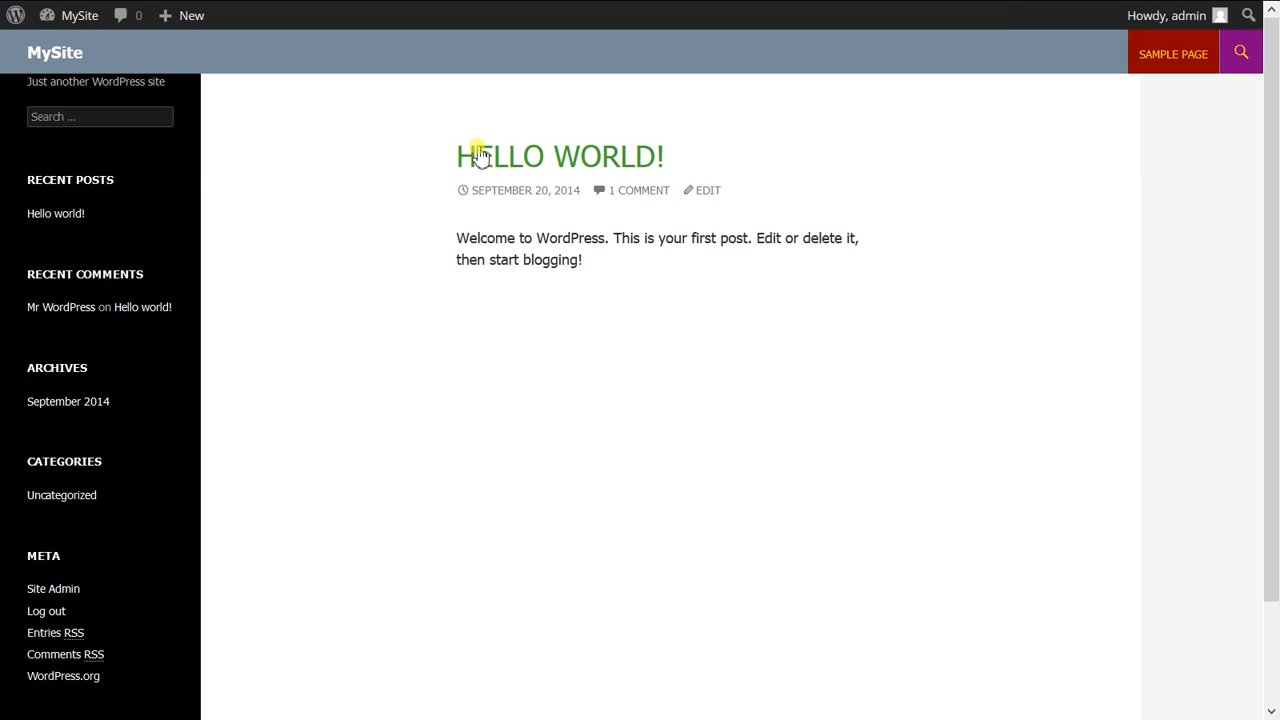 MySite 0 New Howdy, admin
MySite
SAMPLE PAGE
Just another WordPress site
Search ...
RECENT POSTS
Hello world!
RECENT COMMENTS
Mr WordPress on Hello world!
ARCHIVES
September 2014
CATEGORIES
Uncategorized
META
Site Admin
Log out
Entries RSS
Comments RSS
WordPress.org
HELLO WORLD!
SEPTEMBER 20, 2014 1 COMMENT EDIT
Welcome to WordPress. This is your first post. Edit or delete it,
then start blogging!